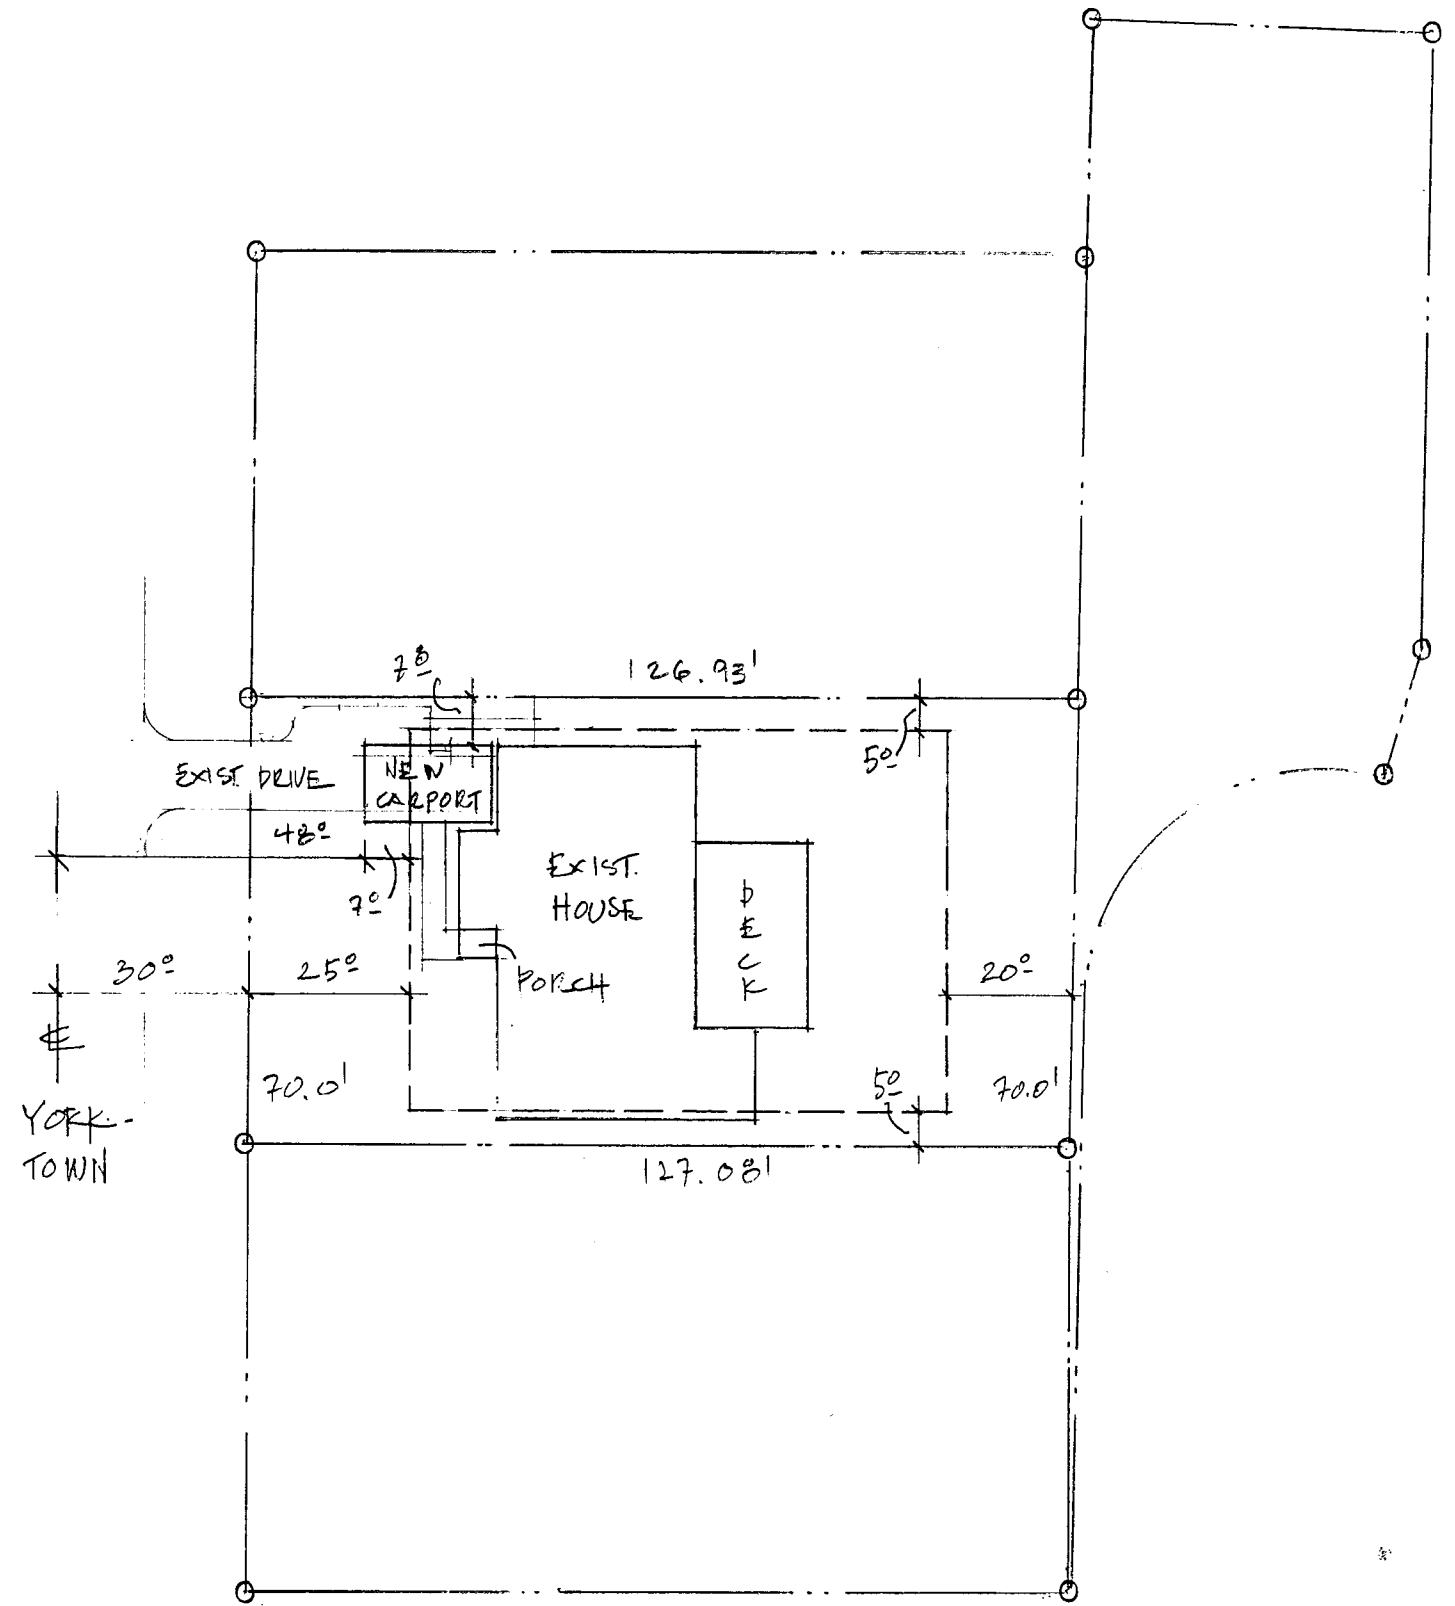 7⁸
126.93'
5⁰
EXIST. DRIVE
NEW
CARPORT
48⁰
7⁰
EXIST.
HOUSE
DECK
PORCH
30⁰
25⁰
20⁰
℄
70.0'
5⁰
70.0'
YORK-
TOWN
127.08'